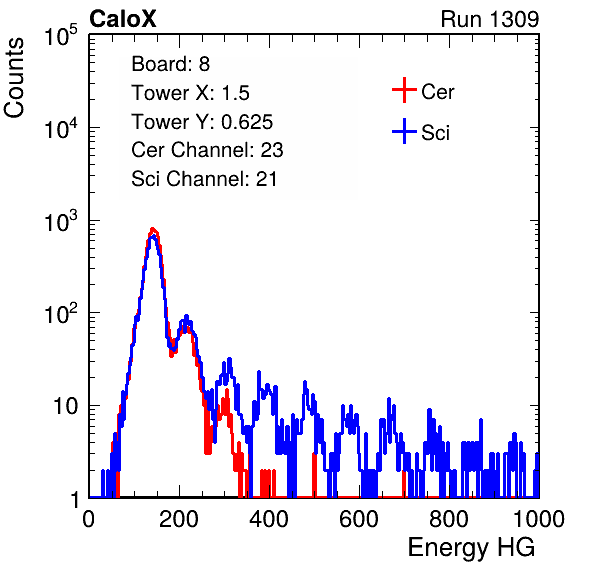 CaloX Run 1309
Counts
10^5
10^4
10^3
10^2
10
1
Board: 8
Tower X: 1.5
Tower Y: 0.625
Cer Channel: 23
Sci Channel: 21
Cer
Sci
0 200 400 600 800 1000
Energy HG